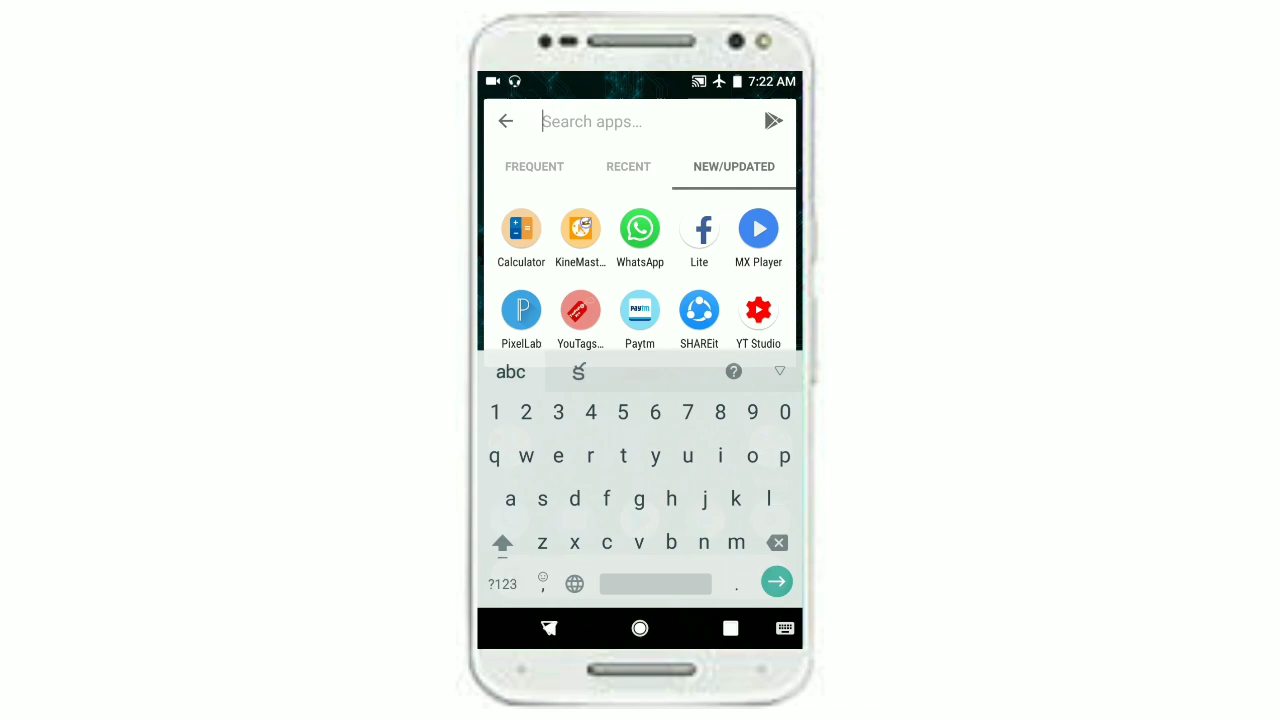 7:22 AM
Search apps…
FREQUENT RECENT NEW/UPDATED
Calculator KineMast… WhatsApp Lite MX Player
Paytm
PixelLab YouTags… Paytm SHAREit YT Studio
abc క
1 2 3 4 5 6 7 8 9 0
q w e r t y u i o p
a s d f g h j k l
z x c v b n m
?123 , .